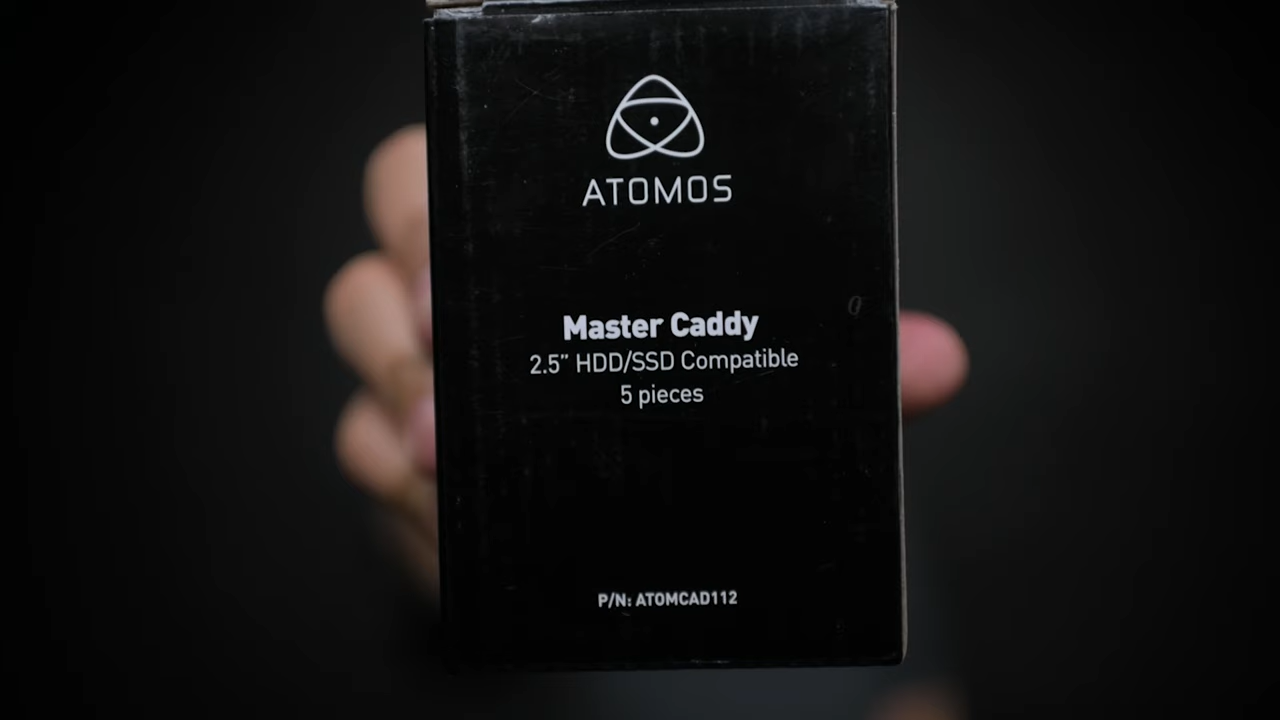 ATOMOS
Master Caddy
2.5” HDD/SSD Compatible
5 pieces
P/N: ATOMCAD112